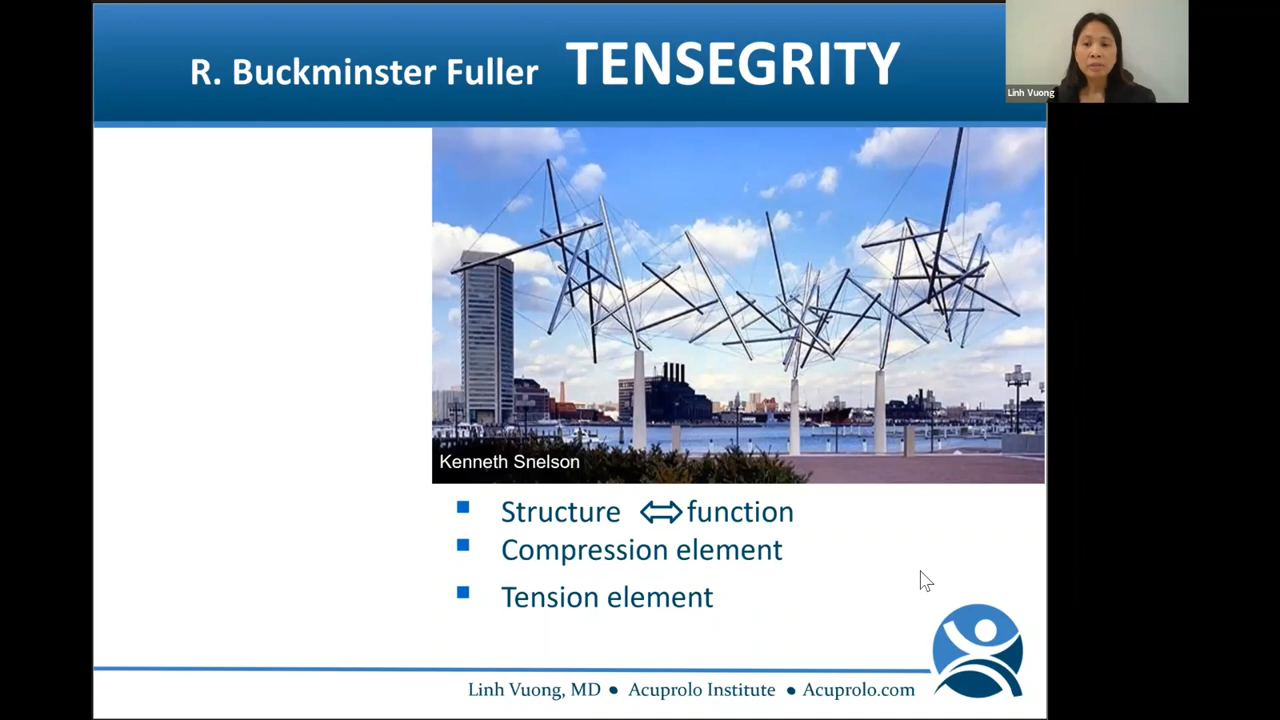 R. Buckminster Fuller TENSEGRITY
Linh Vuong
Kenneth Snelson
Structure ⇔ function
Compression element
Tension element
Linh Vuong, MD ● Acuprolo Institute ● Acuprolo.com